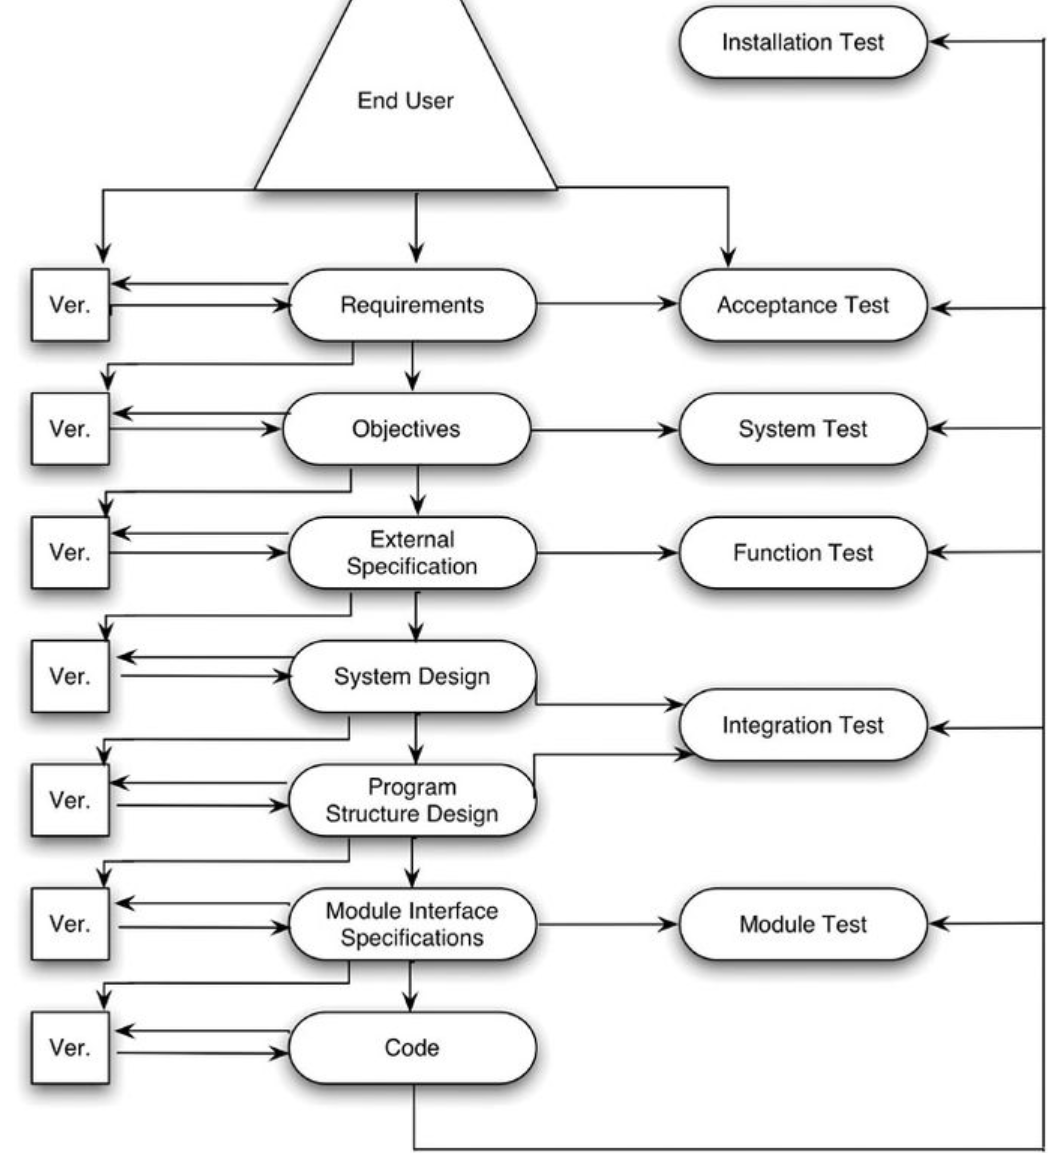 Installation Test
End User
Ver.
Requirements
Acceptance Test
Ver.
Objectives
System Test
Ver.
External
Specification
Function Test
Ver.
System Design
Integration Test
Ver.
Program
Structure Design
Ver.
Module Interface
Specifications
Module Test
Ver.
Code